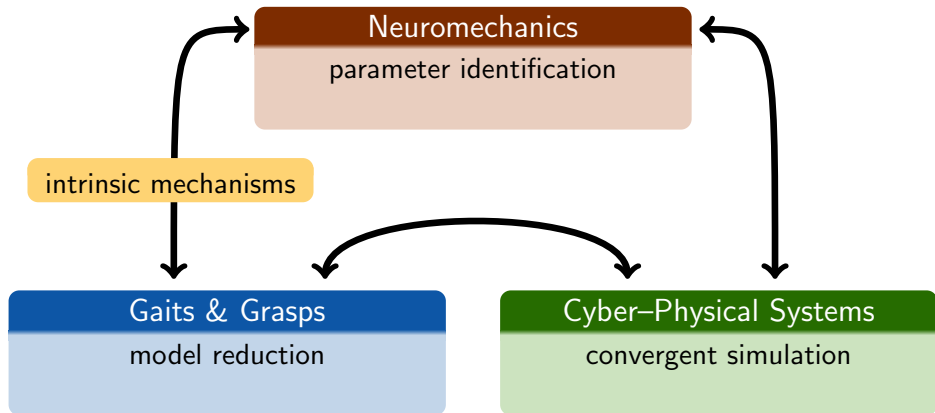 Neuromechanics
parameter identification
intrinsic mechanisms
Gaits & Grasps
model reduction
Cyber–Physical Systems
convergent simulation